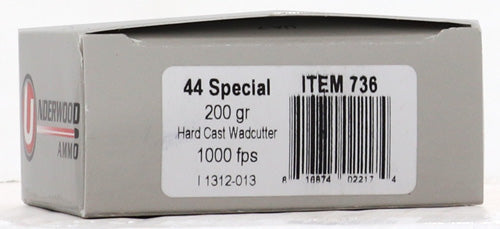 UNDERWOOD
AMMO
44 Special
ITEM 736
200 gr
Hard Cast Wadcutter
1000 fps
I 1312-013
8 16874 02217 4